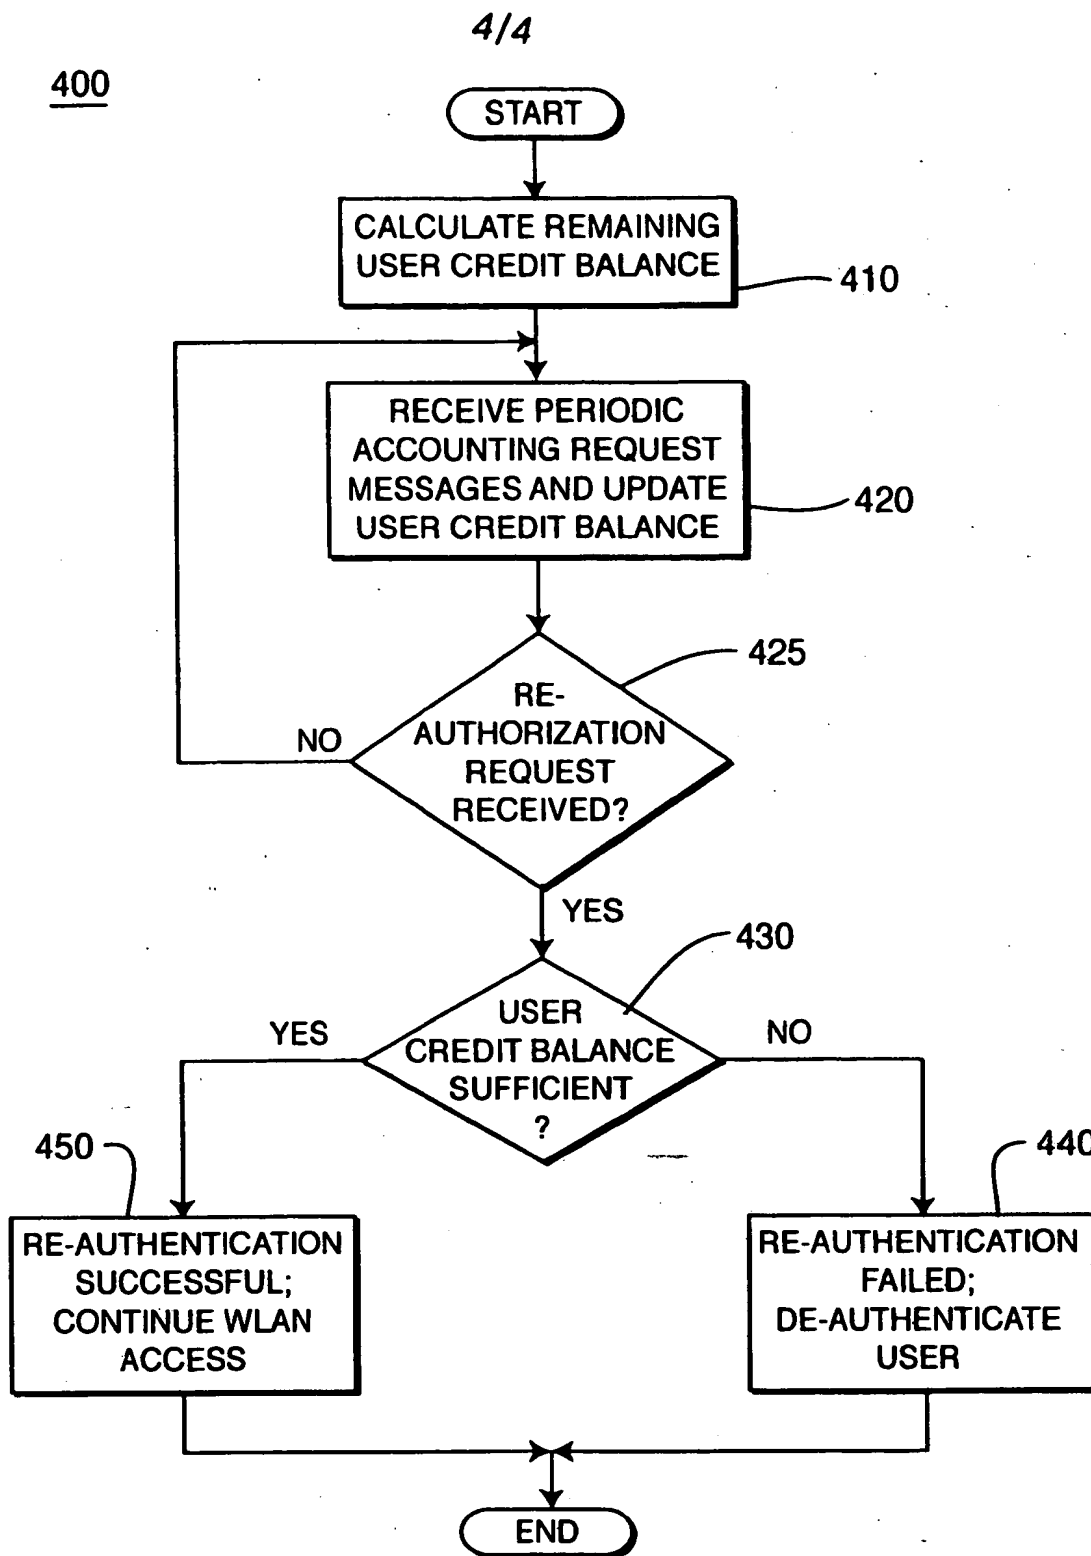 4/4
400
START
CALCULATE REMAINING
USER CREDIT BALANCE
410
RECEIVE PERIODIC
ACCOUNTING REQUEST
MESSAGES AND UPDATE
USER CREDIT BALANCE
420
425
RE-
AUTHORIZATION
REQUEST
RECEIVED?
NO
YES
430
USER
CREDIT BALANCE
SUFFICIENT
?
YES
NO
450
440
RE-AUTHENTICATION
SUCCESSFUL;
CONTINUE WLAN
ACCESS
RE-AUTHENTICATION
FAILED;
DE-AUTHENTICATE
USER
END